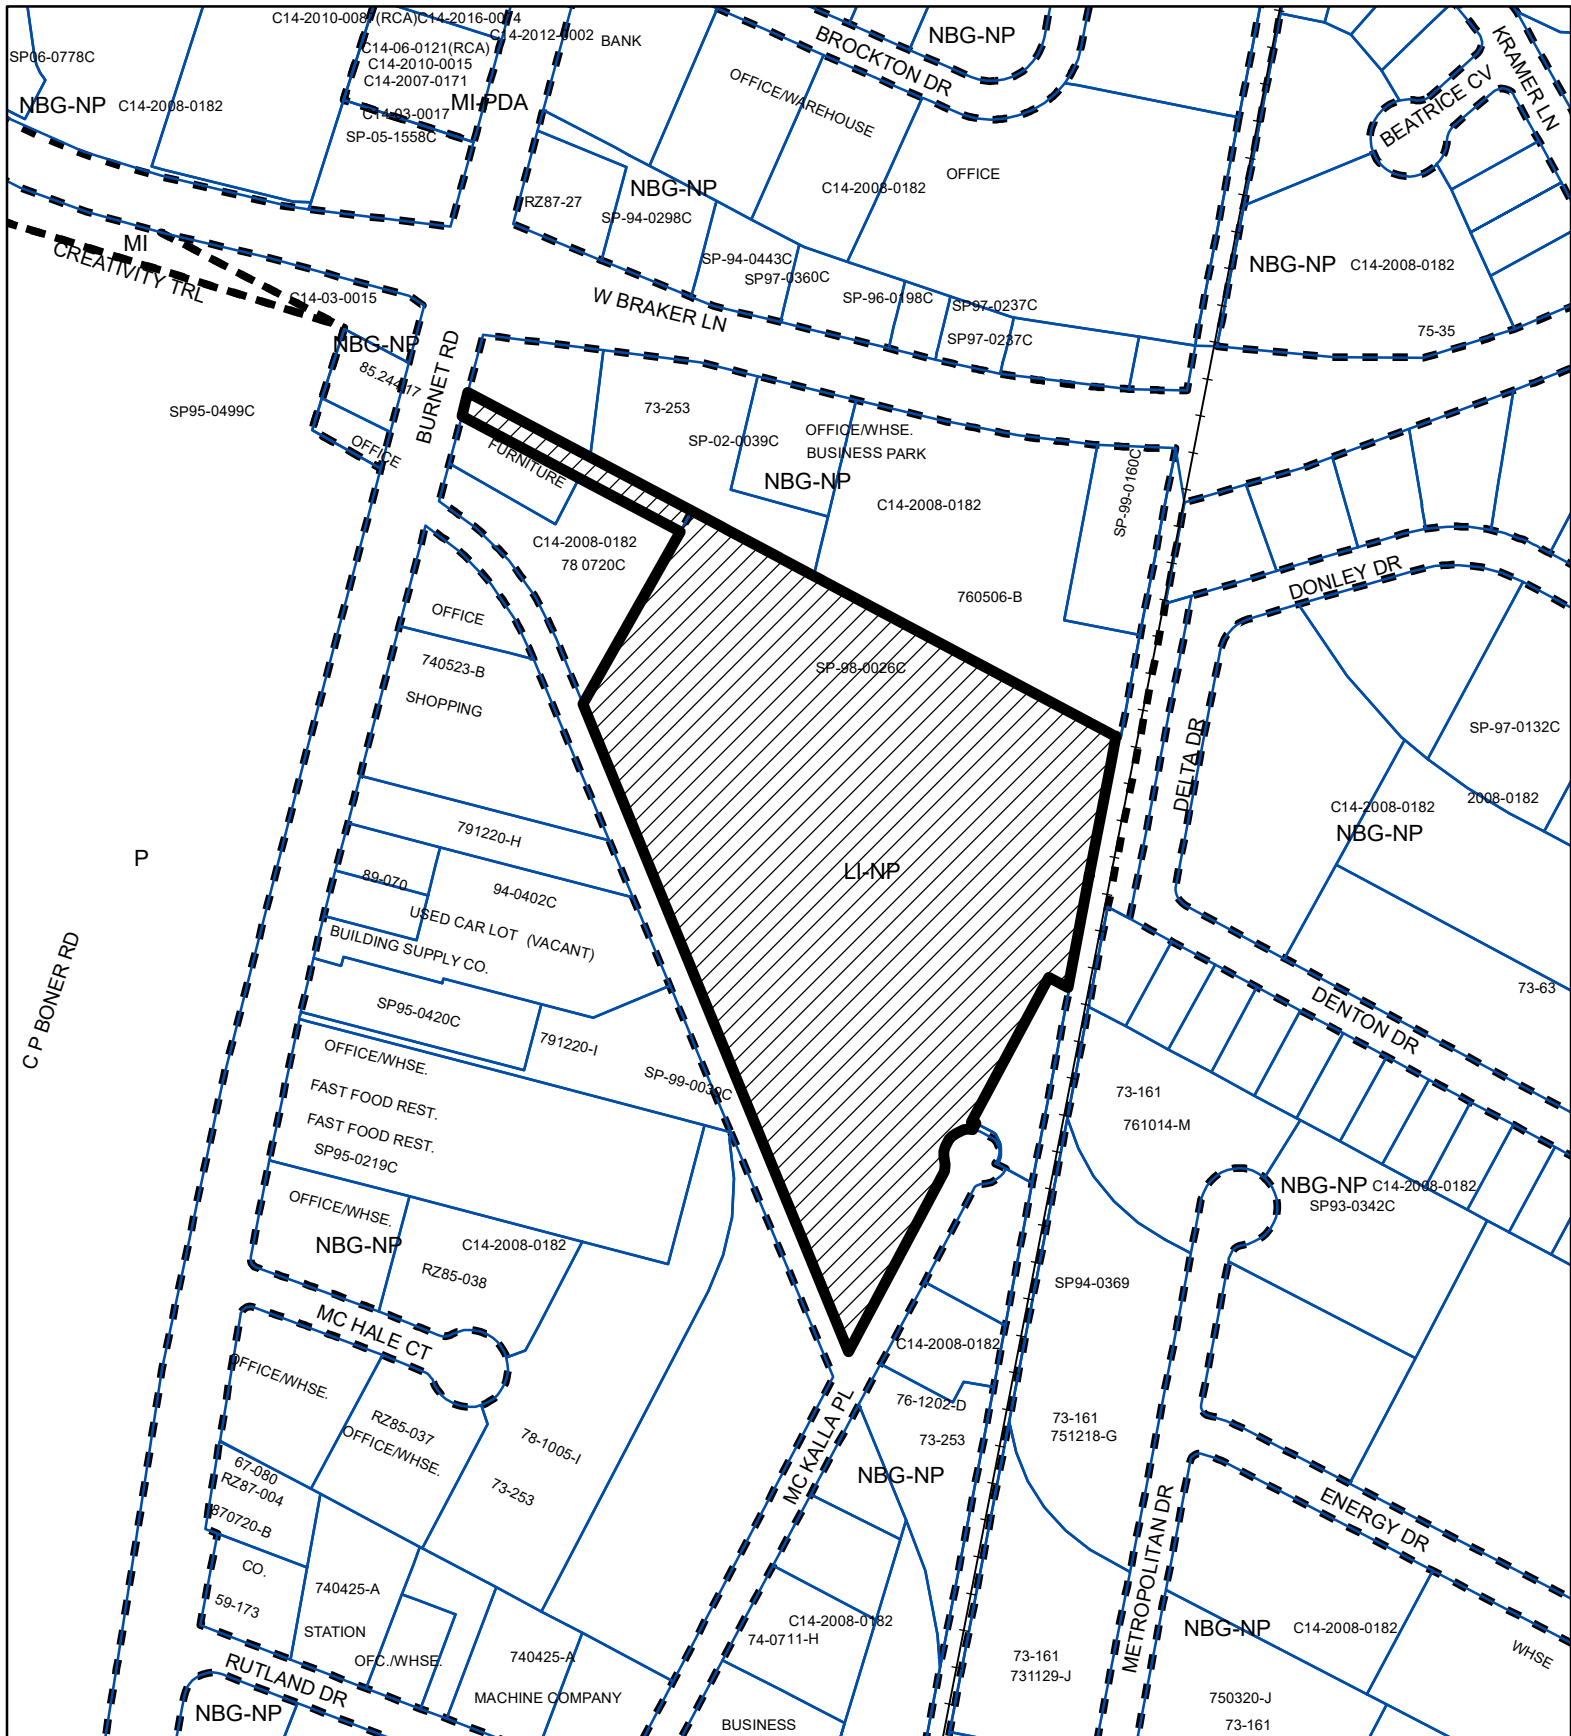 C14-2010-0087(RCA)C14-2016-0074
C14-2012-0002
BANK
SP06-0778C
C14-06-0121(RCA)
C14-2010-0015
C14-2007-0171
NBG-NP
C14-2008-0182
MI-PDA
C14-03-0017
SP-05-1558C
BROCKTON DR
NBG-NP
KRAMER LN
BEATRICE CV
OFFICE/WAREHOUSE
OFFICE
C14-2008-0182
NBG-NP
RZ87-27
SP-94-0298C
MI
CREATIVITY TRL
C14-03-0015
SP-94-0443C
SP97-0360C
SP-96-0198C
SP97-0237C
SP97-0237C
W BRAKER LN
NBG-NP
C14-2008-0182
75-35
NBG-NP
85.244-17
BURNET RD
SP95-0499C
OFFICE
FURNITURE
73-253
SP-02-0039C
OFFICE/WHSE.
BUSINESS PARK
NBG-NP
C14-2008-0182
SP-99-0160C
C14-2008-0182
78 0720C
760506-B
DONLEY DR
OFFICE
740523-B
SHOPPING
SP-98-0026C
DELTA DR
SP-97-0132C
C14-2008-0182
2008-0182
NBG-NP
791220-H
P
LI-NP
89-070
94-0402C
USED CAR LOT (VACANT)
BUILDING SUPPLY CO.
C P BONER RD
SP95-0420C
791220-I
73-63
DENTON DR
OFFICE/WHSE.
FAST FOOD REST.
FAST FOOD REST.
SP95-0219C
SP-99-0039C
73-161
761014-M
NBG-NP
C14-2008-0182
SP93-0342C
OFFICE/WHSE.
NBG-NP
C14-2008-0182
RZ85-038
SP94-0369
MC HALE CT
C14-2008-0182
OFFICE/WHSE.
RZ85-037
OFFICE/WHSE.
78-1005-I
73-253
MC KALLA PL
76-1202-D
73-253
NBG-NP
73-161
751218-G
67-080
RZ87-004
870720-B
CO.
59-173
740425-A
STATION
OFC./WHSE.
740425-A
MACHINE COMPANY
METROPOLITAN DR
ENERGY DR
C14-2008-0182
74-0711-H
NBG-NP
C14-2008-0182
WHSE
73-161
731129-J
RUTLAND DR
NBG-NP
BUSINESS
750320-J
73-161